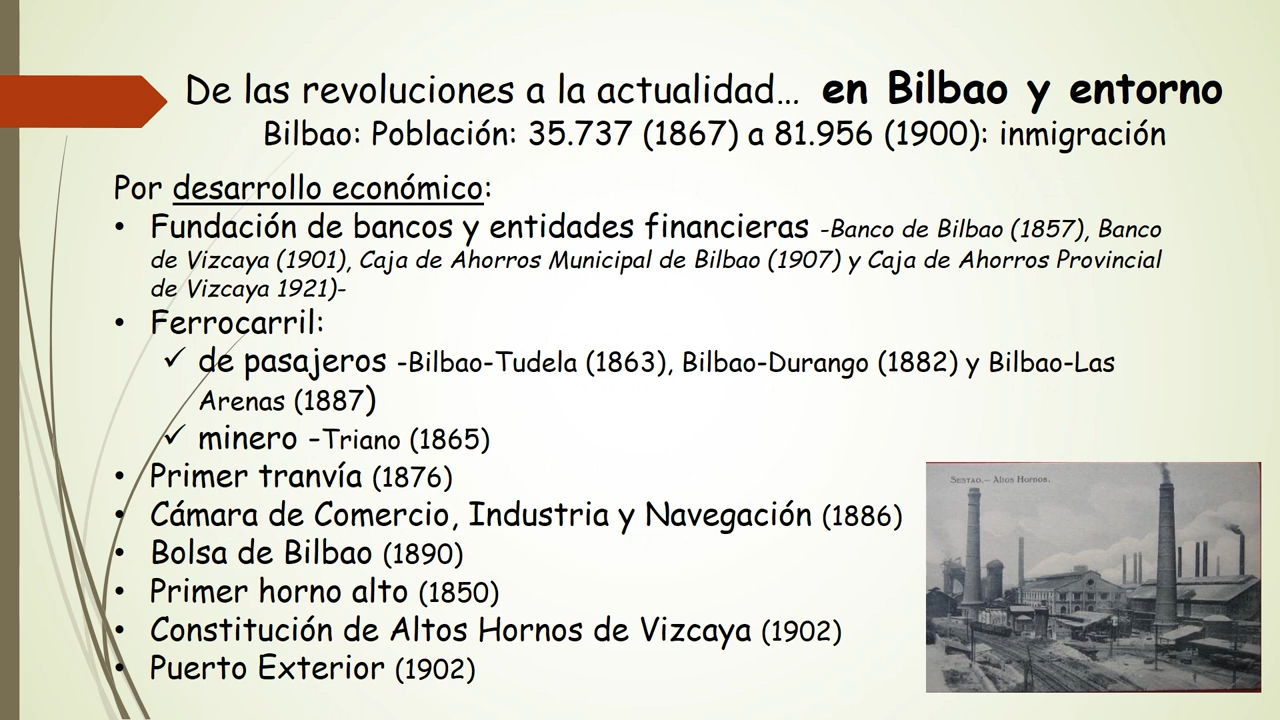 De las revoluciones a la actualidad… en Bilbao y entorno
Bilbao: Población: 35.737 (1867) a 81.956 (1900): inmigración
Por desarrollo económico:
• Fundación de bancos y entidades financieras -Banco de Bilbao (1857), Banco
de Vizcaya (1901), Caja de Ahorros Municipal de Bilbao (1907) y Caja de Ahorros Provincial
de Vizcaya 1921)-
• Ferrocarril:
✓ de pasajeros -Bilbao-Tudela (1863), Bilbao-Durango (1882) y Bilbao-Las
Arenas (1887)
✓ minero –Triano (1865)
• Primer tranvía (1876)
• Cámara de Comercio, Industria y Navegación (1886)
• Bolsa de Bilbao (1890)
• Primer horno alto (1850)
• Constitución de Altos Hornos de Vizcaya (1902)
• Puerto Exterior (1902)
Sestao.— Altos Hornos.